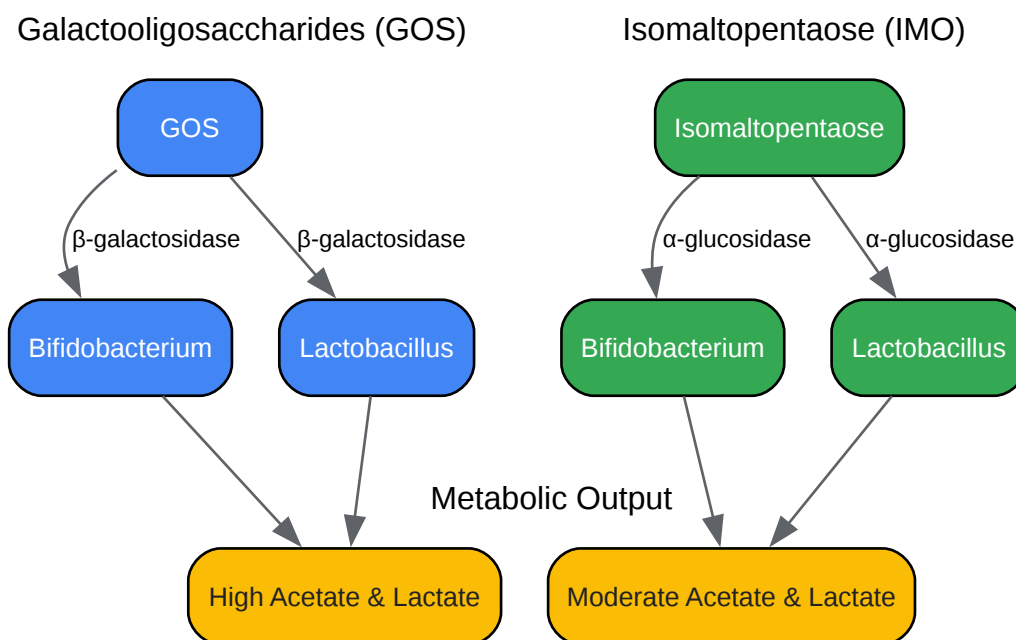 Galactooligosaccharides (GOS)
Isomaltopentaose (IMO)
GOS
Isomaltopentaose
β-galactosidase
β-galactosidase
α-glucosidase
α-glucosidase
Bifidobacterium
Lactobacillus
Bifidobacterium
Lactobacillus
Metabolic Output
High Acetate & Lactate
Moderate Acetate & Lactate